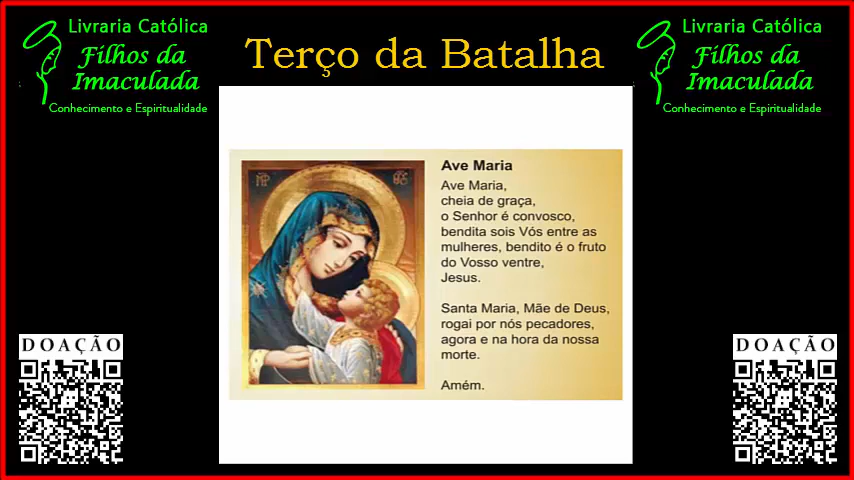 Livraria Católica
Filhos da
Imaculada
Conhecimento e Espiritualidade
Terço da Batalha
Livraria Católica
Filhos da
Imaculada
Conhecimento e Espiritualidade
Ave Maria
Ave Maria,
cheia de graça,
o Senhor é convosco,
bendita sois Vós entre as
mulheres, bendito é o fruto
do Vosso ventre,
Jesus.
Santa Maria, Mãe de Deus,
rogai por nós pecadores,
agora e na hora da nossa
morte.
Amém.
DOAÇÃO
DOAÇÃO